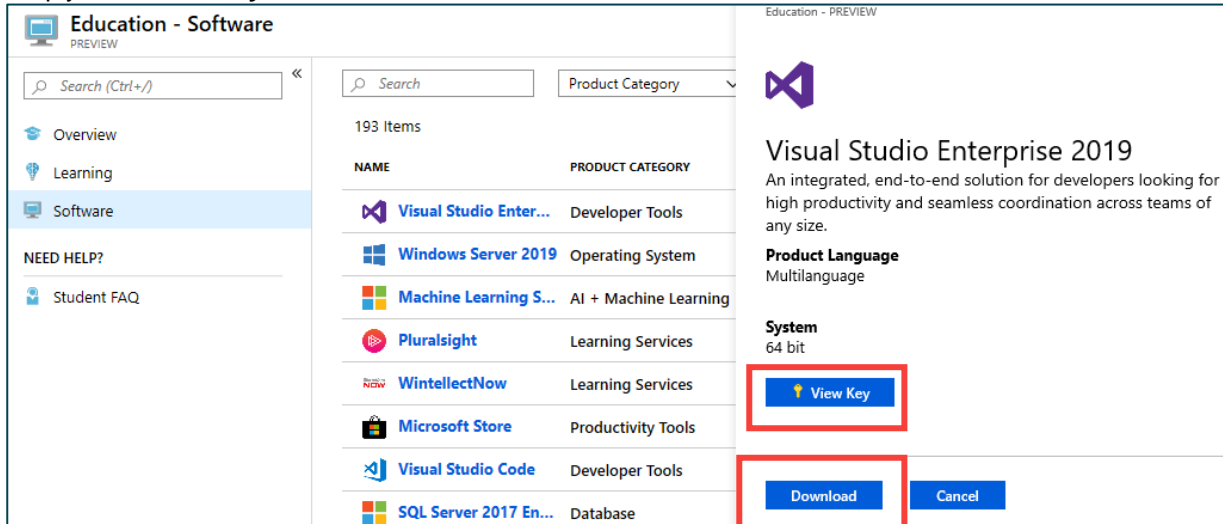 Education - Software
PREVIEW
Search (Ctrl+/)
«
Overview
Learning
Software
NEED HELP?
Student FAQ
Search
Product Category
193 Items
NAME PRODUCT CATEGORY
Visual Studio Enter... Developer Tools
Windows Server 2019 Operating System
Machine Learning S... AI + Machine Learning
Pluralsight Learning Services
WintellectNow Learning Services
Microsoft Store Productivity Tools
Visual Studio Code Developer Tools
SQL Server 2017 En... Database
Education - PREVIEW
Visual Studio Enterprise 2019
An integrated, end-to-end solution for developers looking for
high productivity and seamless coordination across teams of
any size.
Product Language
Multilanguage
System
64 bit
View Key
Download Cancel